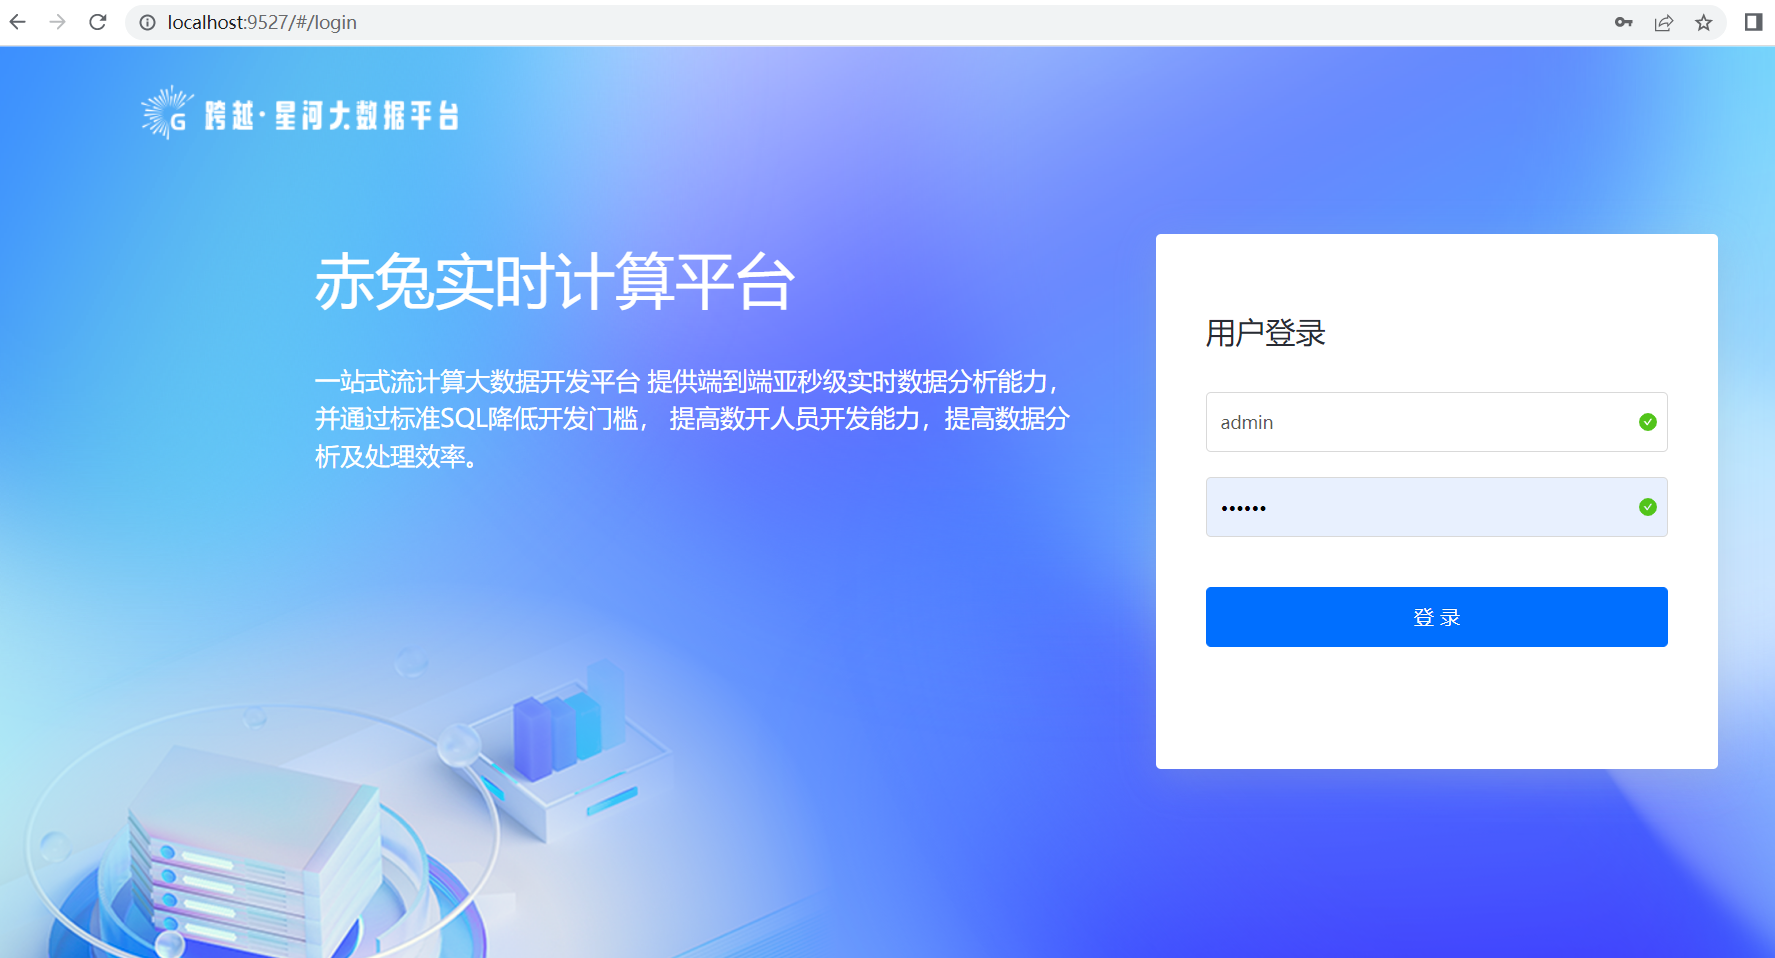 localhost:9527/#/login
G 跨越·星河大数据平台
赤兔实时计算平台
一站式流计算大数据开发平台 提供端到端亚秒级实时数据分析能力，
并通过标准SQL降低开发门槛， 提高数开人员开发能力，提高数据分
析及处理效率。
用户登录
admin
••••••
登 录